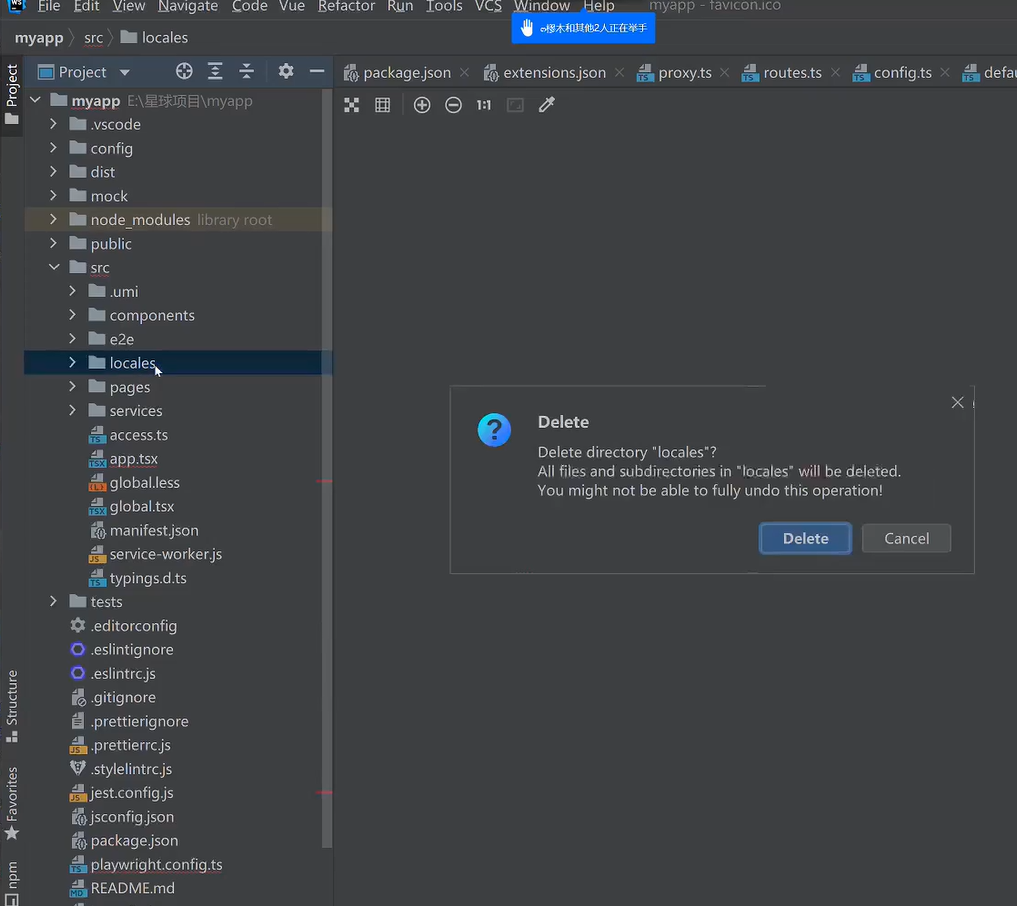 WS File Edit View Navigate Code Vue Refactor Run Tools VCS Window Help myapp - favicon.ico
穆木和其他2人正在举手
myapp src locales
Project
Project
package.json extensions.json proxy.ts routes.ts config.ts defau
myapp E:\星球项目\myapp
1:1
.vscode
config
dist
mock
node_modules library root
public
src
.umi
components
e2e
locales
pages
services
access.ts
app.tsx
global.less
global.tsx
manifest.json
service-worker.js
typings.d.ts
tests
.editorconfig
.eslintignore
.eslintrc.js
.gitignore
.prettierignore
.prettierrc.js
.stylelintrc.js
jest.config.js
jsconfig.json
package.json
playwright.config.ts
README.md
Delete
Delete directory "locales"?
All files and subdirectories in "locales" will be deleted.
You might not be able to fully undo this operation!
Delete Cancel
Structure
Favorites
npm